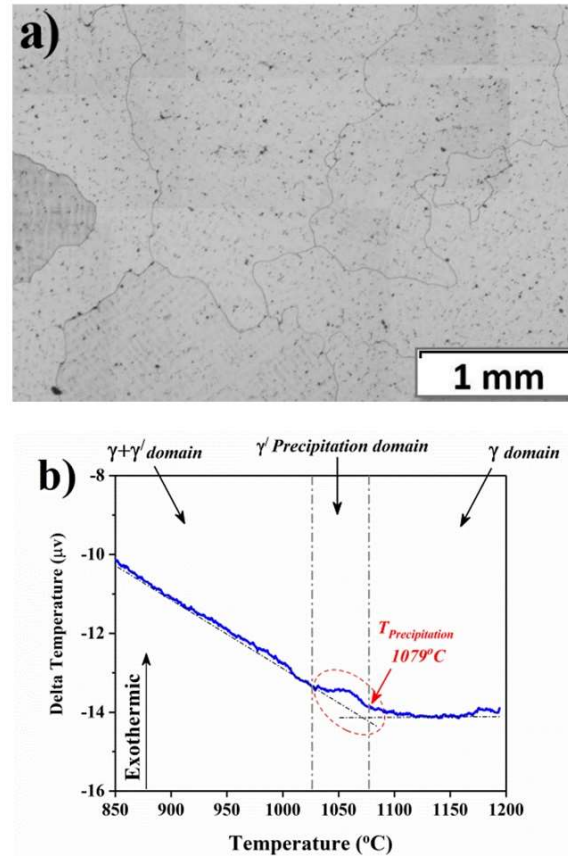 a)
1 mm
γ+γ/ domain
γ/ Precipitation domain
γ domain
b)
-8
-10
-12
-14
-16
Delta Temperature (µv)
Exothermic
T Precipitation
1079°C
850 900 950 1000 1050 1100 1150 1200
Temperature (°C)